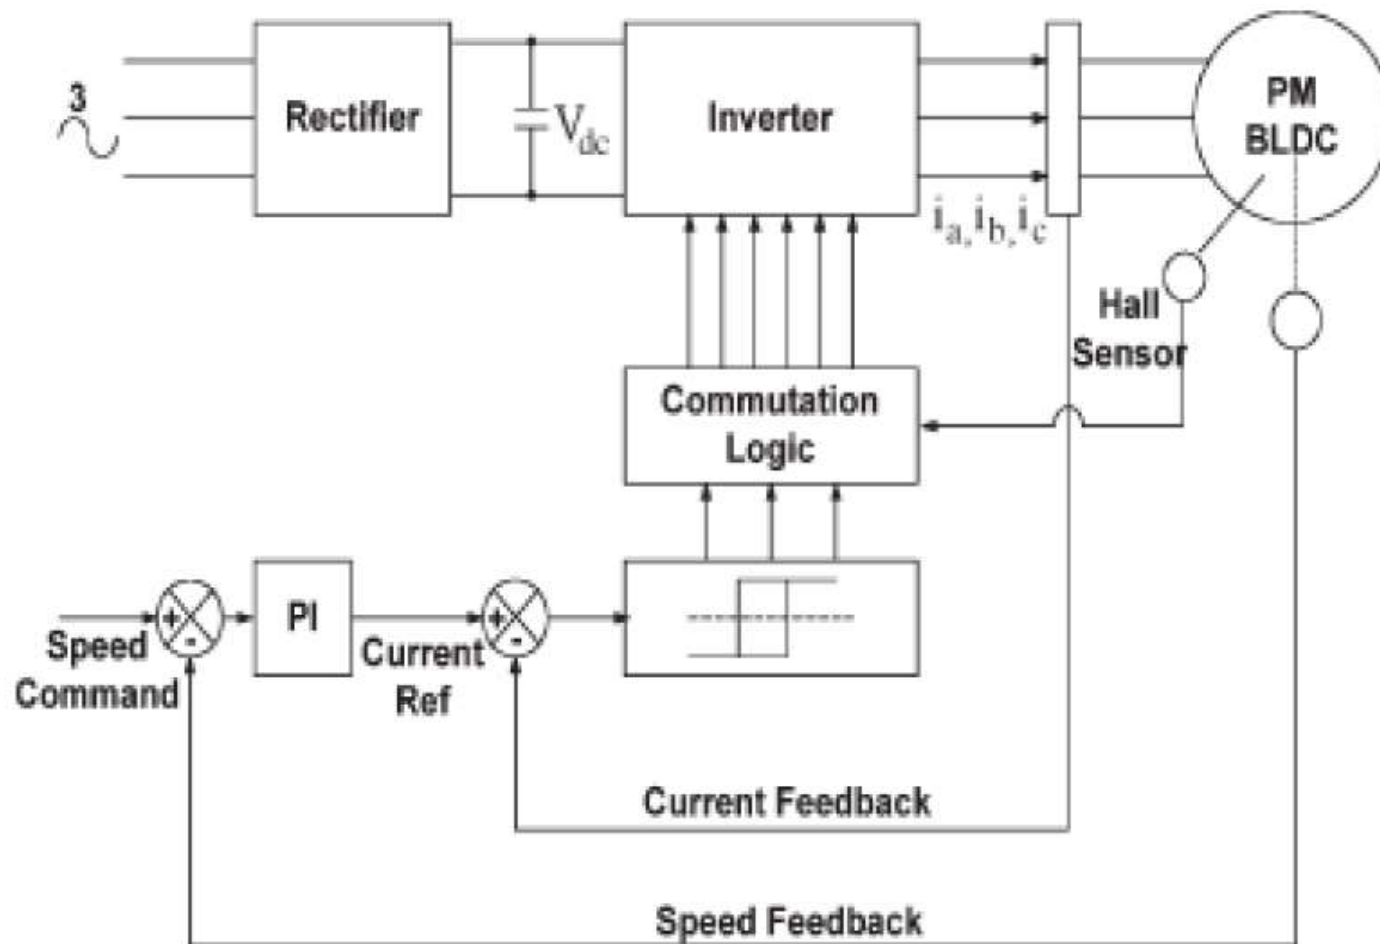 3
Rectifier
V_dc
Inverter
PM
BLDC
i_a, i_b, i_c
Hall
Sensor
Commutation
Logic
+
-
PI
+
-
Speed
Command
Current
Ref
Current Feedback
Speed Feedback